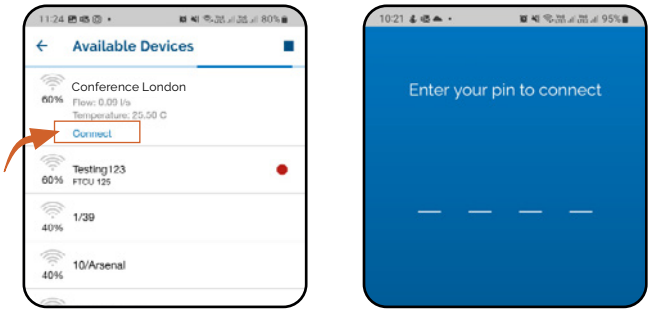 11:24
80%
Available Devices
Conference London
60%
Flow: 0.09 l/s
Temperature: 25.50 C
Connect
Testing123
60%
FTCU 125
1/39
40%
10/Arsenal
40%
10:21
95%
Enter your pin to connect